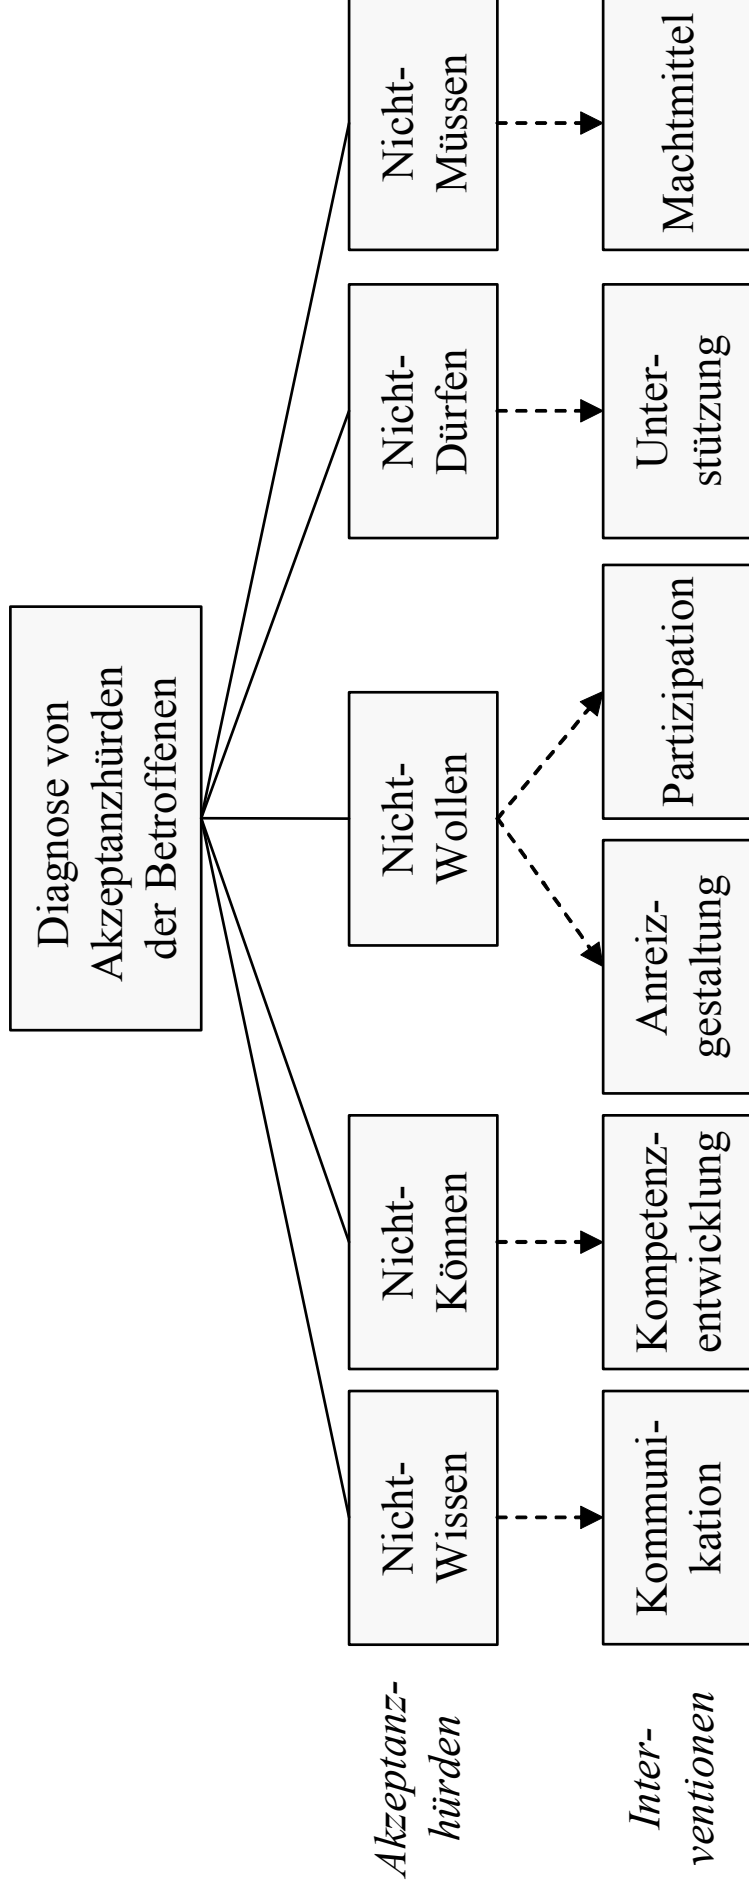 Diagnose von
Akzeptanzhürden
der Betroffenen
Akzeptanz-
hürden
Nicht-
Wissen
Nicht-
Können
Nicht-
Wollen
Nicht-
Dürfen
Nicht-
Müssen
Inter-
ventionen
Kommuni-
kation
Kompetenz-
entwicklung
Anreiz-
gestaltung
Partizipation
Unter-
stützung
Machtmittel